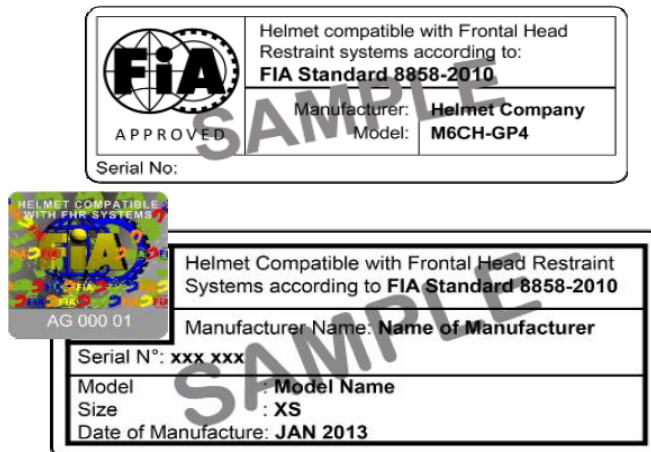 FiA
APPROVED
Helmet compatible with Frontal Head
Restraint systems according to:
FIA Standard 8858-2010
Manufacturer: Helmet Company
Model: M6CH-GP4
Serial No:
SAMPLE
HELMET COMPATIBLE
WITH FHR SYSTEMS
FiA
AG 000 01
Helmet Compatible with Frontal Head Restraint
Systems according to FIA Standard 8858-2010
Manufacturer Name: Name of Manufacturer
Serial N°: xxx xxx
Model : Model Name
Size : XS
Date of Manufacture: JAN 2013
SAMPLE